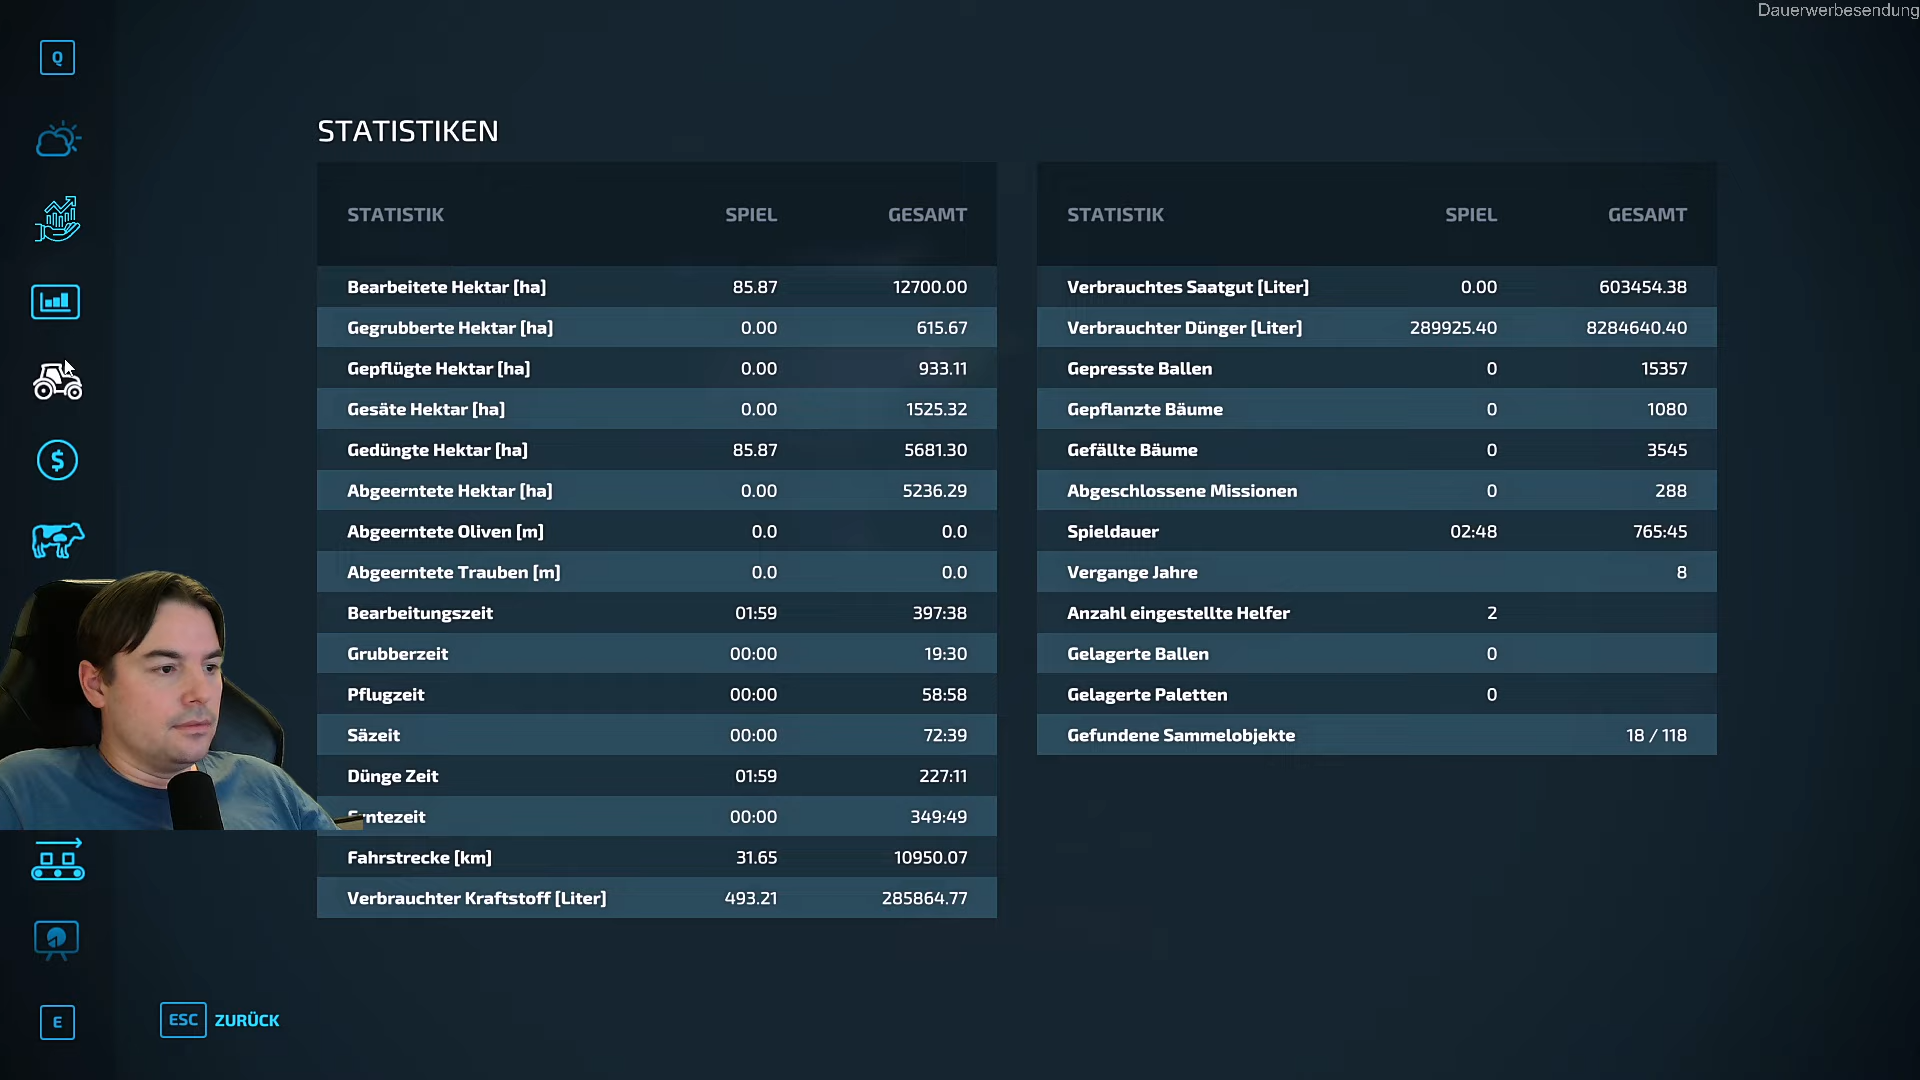 Dauerwerbesendung
Q
STATISTIKEN
STATISTIK SPIEL GESAMT
Bearbeitete Hektar [ha] 85.87 12700.00
Gegrubberte Hektar [ha] 0.00 615.67
Gepflügte Hektar [ha] 0.00 933.11
Gesäte Hektar [ha] 0.00 1525.32
Gedüngte Hektar [ha] 85.87 5681.30
Abgeerntete Hektar [ha] 0.00 5236.29
Abgeerntete Oliven [m] 0.0 0.0
Abgeerntete Trauben [m] 0.0 0.0
Bearbeitungszeit 01:59 397:38
Grubberzeit 00:00 19:30
Pflugzeit 00:00 58:58
Säzeit 00:00 72:39
Dünge Zeit 01:59 227:11
Erntezeit 00:00 349:49
Fahrstrecke [km] 31.65 10950.07
Verbrauchter Kraftstoff [Liter] 493.21 285864.77
STATISTIK SPIEL GESAMT
Verbrauchtes Saatgut [Liter] 0.00 603454.38
Verbrauchter Dünger [Liter] 289925.40 8284640.40
Gepresste Ballen 0 15357
Gepflanzte Bäume 0 1080
Gefällte Bäume 0 3545
Abgeschlossene Missionen 0 288
Spieldauer 02:48 765:45
Vergange Jahre 8
Anzahl eingestellte Helfer 2
Gelagerte Ballen 0
Gelagerte Paletten 0
Gefundene Sammelobjekte 18 / 118
E
ESC ZURÜCK